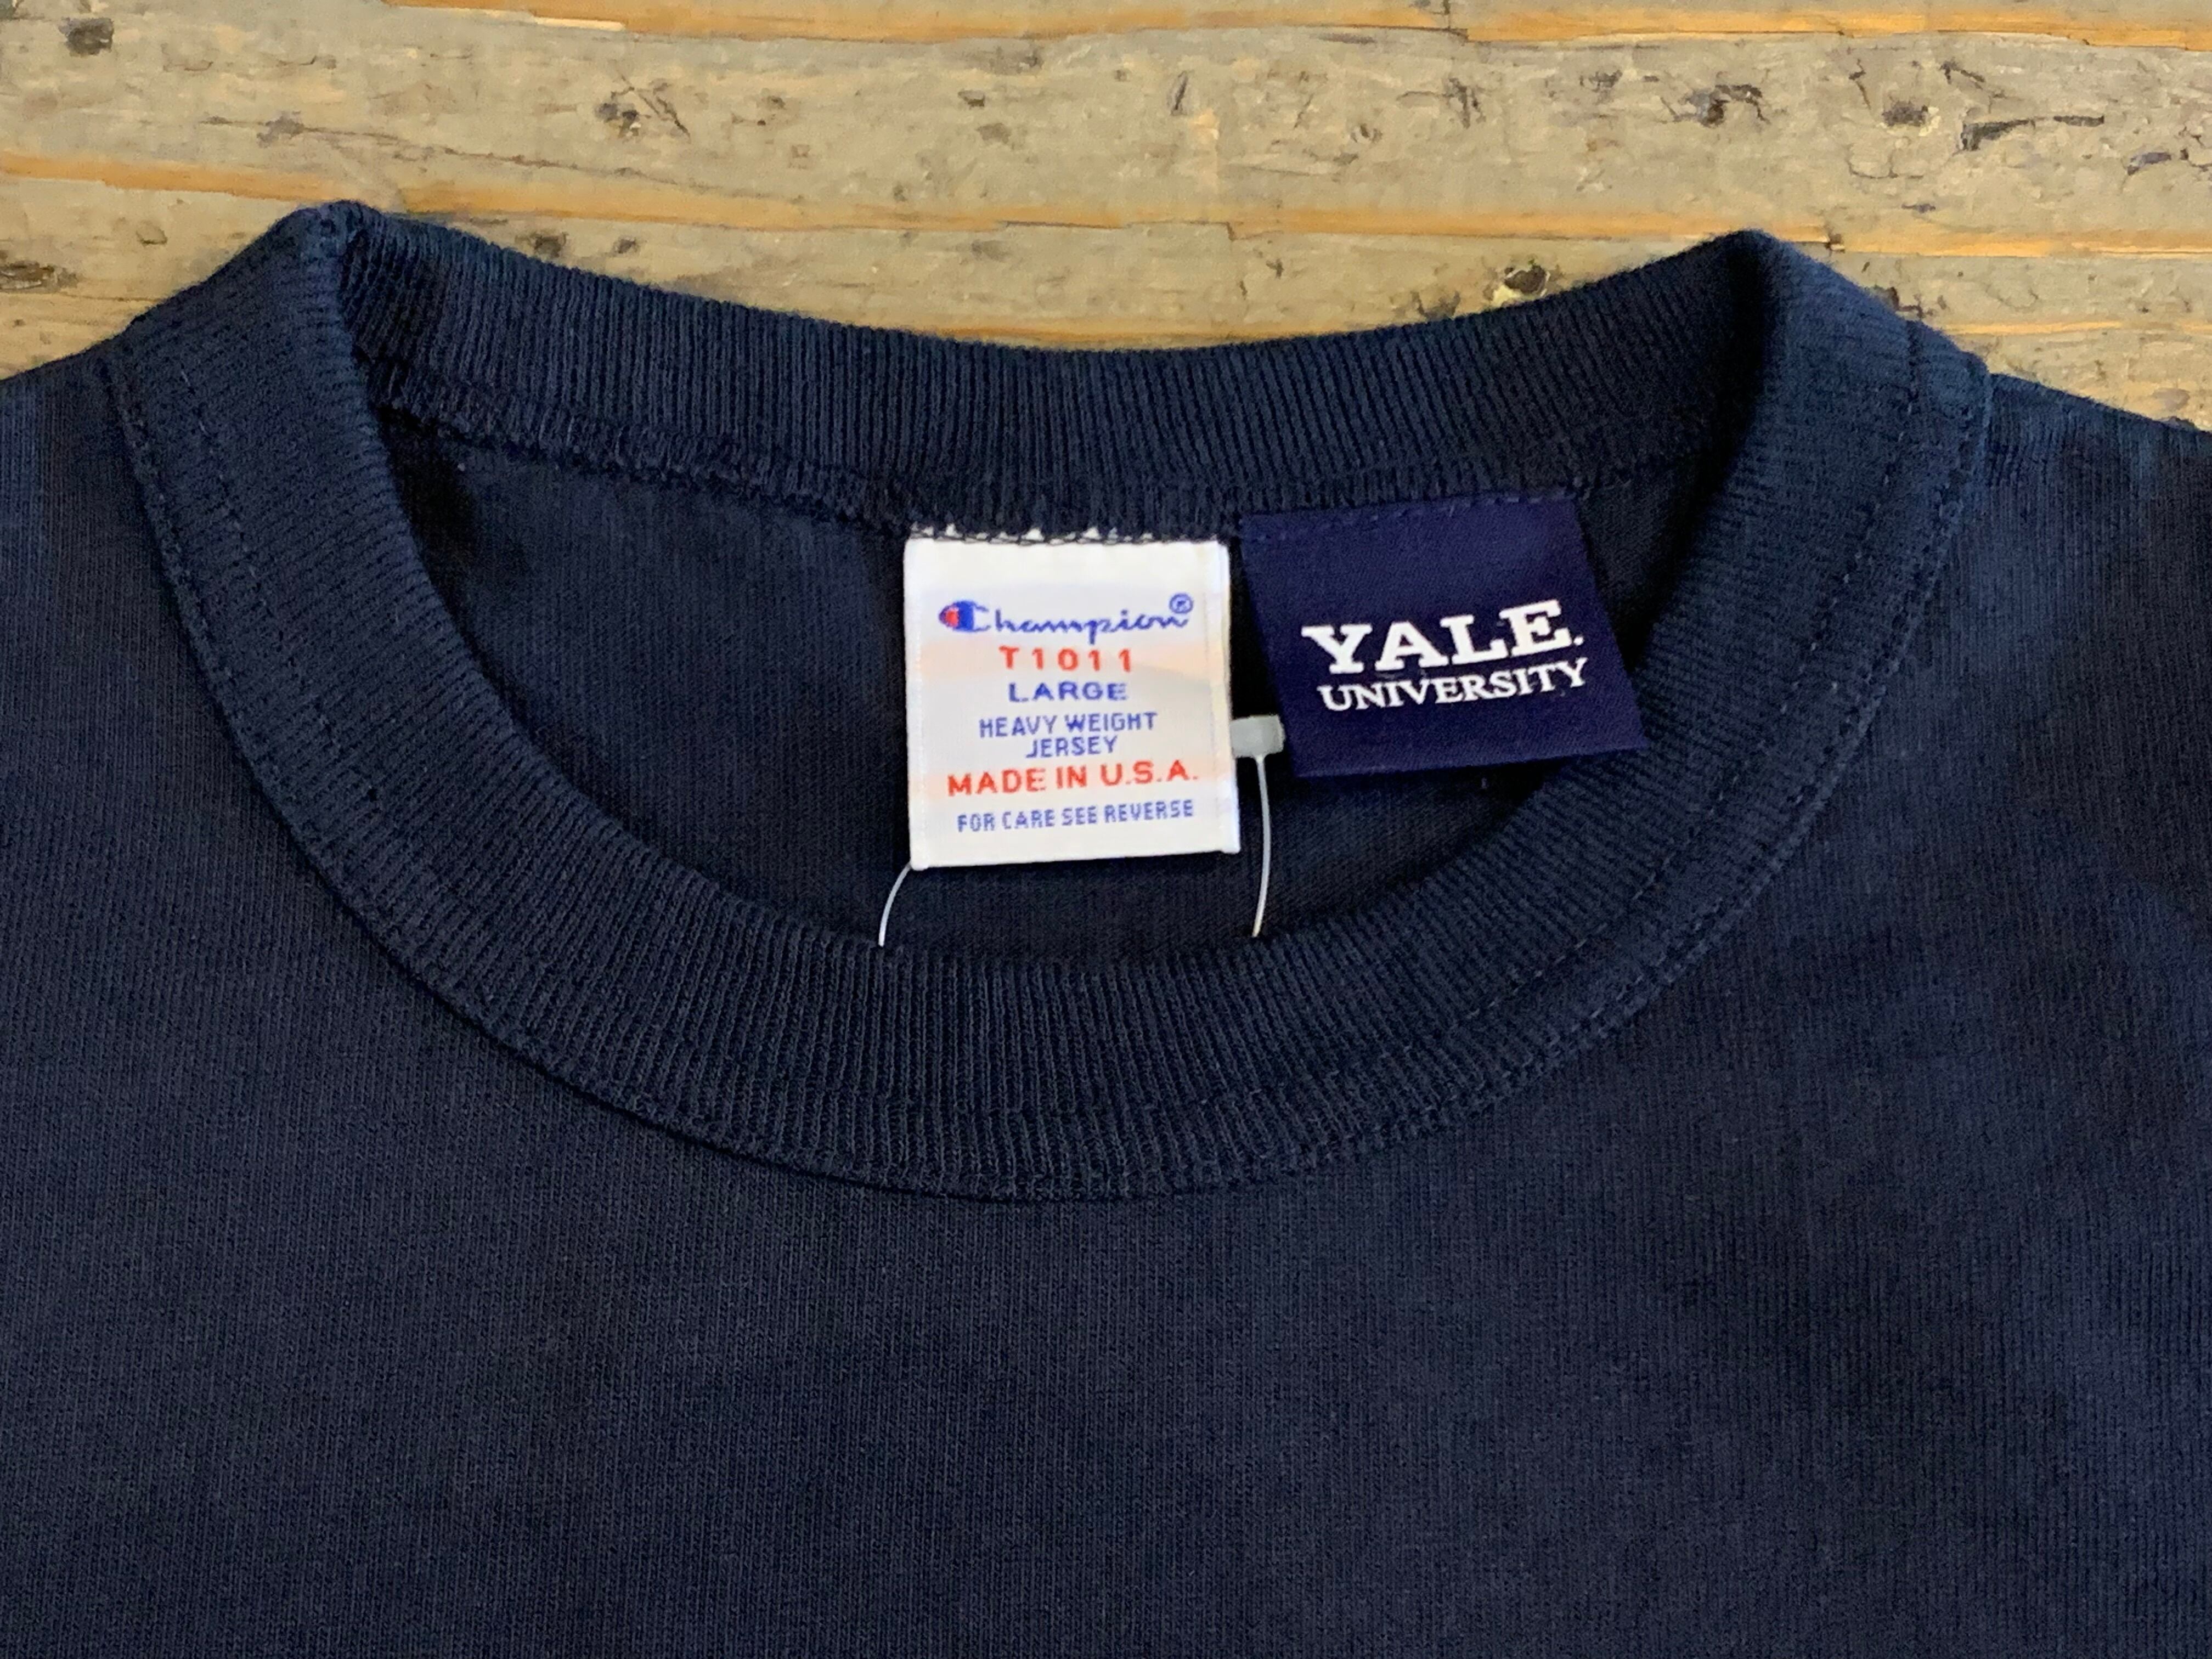 Champion®
T1011
LARGE
HEAVY WEIGHT
JERSEY
MADE IN U.S.A.
FOR CARE SEE REVERSE
YALE.
UNIVERSITY